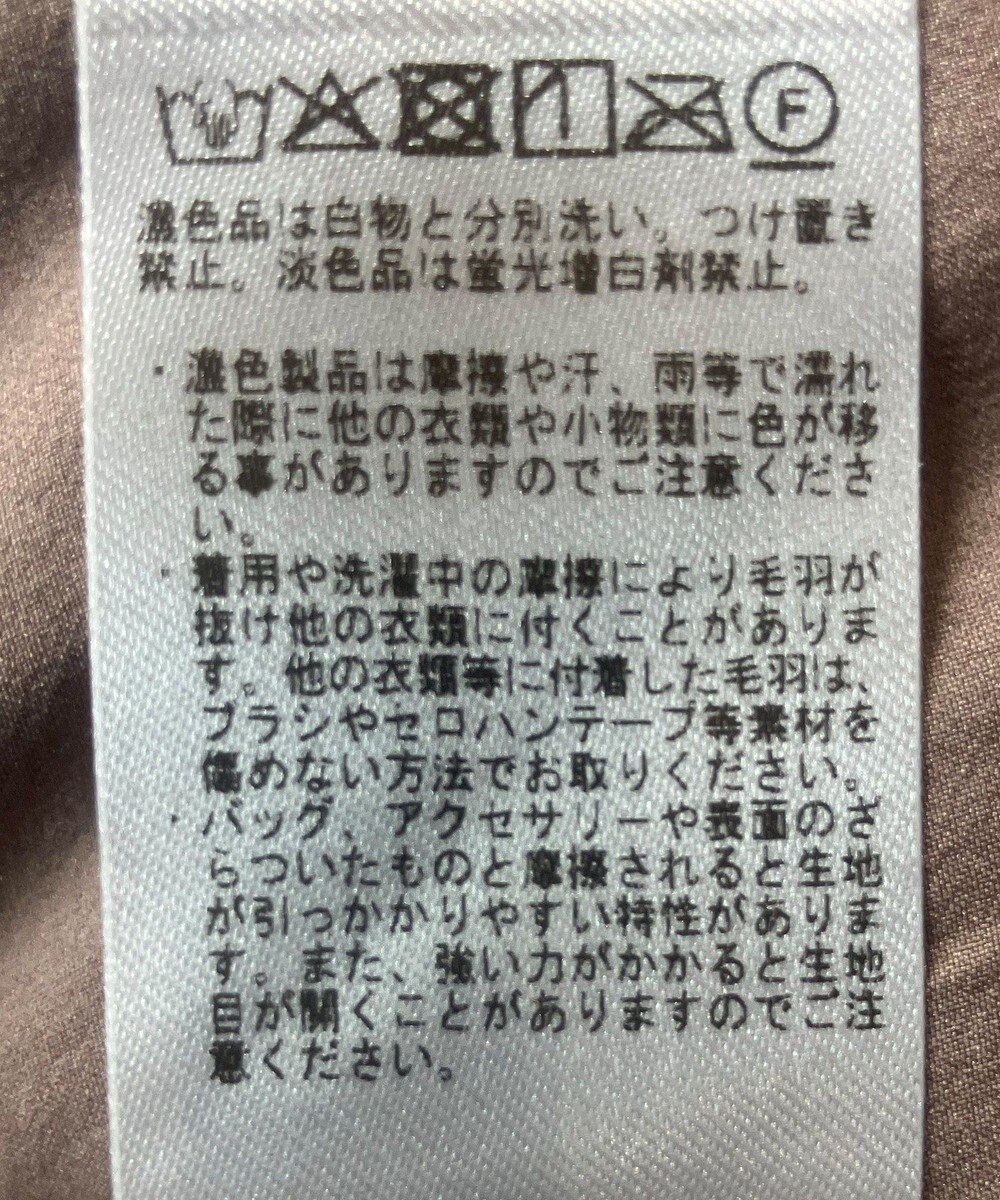 F
濃色品は白物と分別洗い。つけ置き
禁止。淡色品は蛍光増白剤禁止。
・濃色製品は摩擦や汗、雨等で濡れ
た際に他の衣類や小物類に色が移
る事がありますのでご注意くださ
い。
・着用や洗濯中の摩擦により毛羽が
抜け他の衣類に付くことがありま
す。他の衣類等に付着した毛羽は、
ブラシやセロハンテープ等素材を
傷めない方法でお取りください。
・バッグ、アクセサリーや表面のざ
らついたものと摩擦されると生地
が引っかかりやすい特性がありま
す。また、強い力がかかると生地
目が開くことがありますのでご注
意ください。